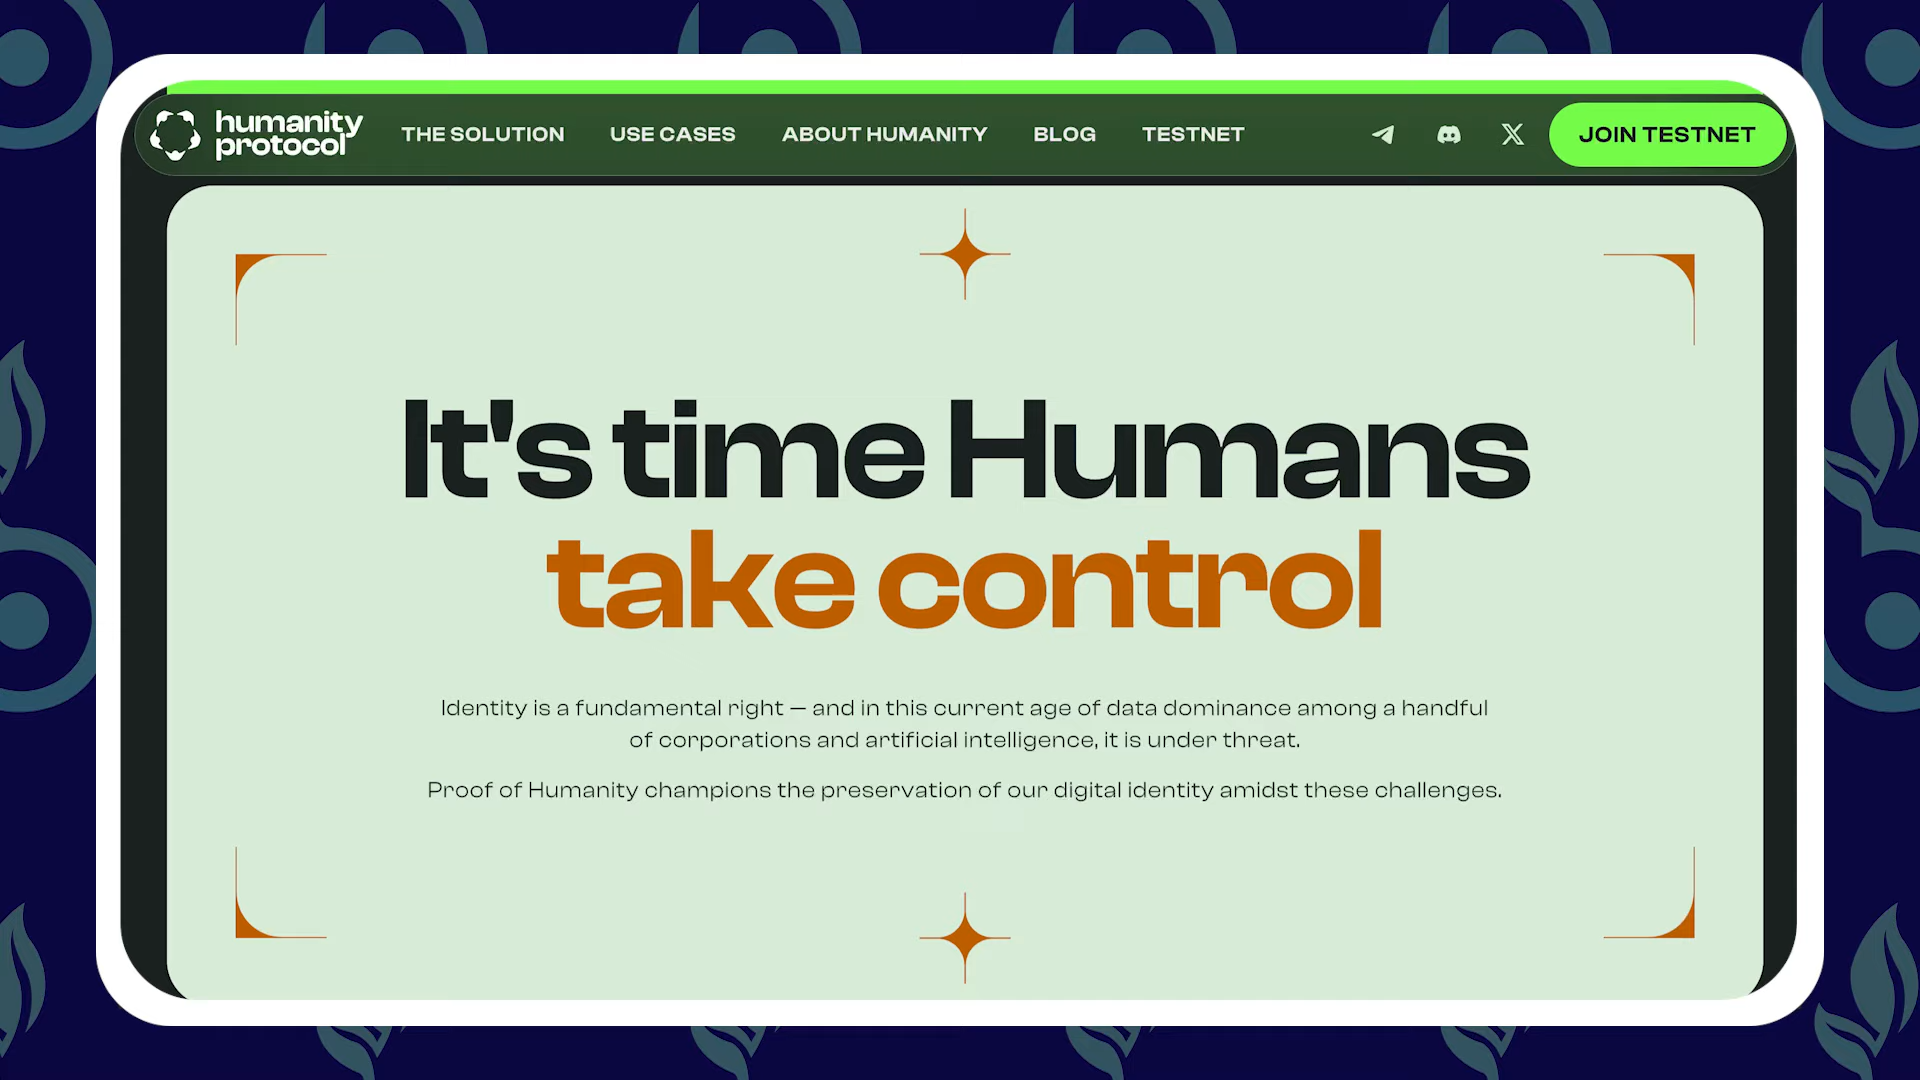 humanity
protocol
THE SOLUTION
USE CASES
ABOUT HUMANITY
BLOG
TESTNET
JOIN TESTNET
It's time Humans
take control
Identity is a fundamental right — and in this current age of data dominance among a handful
of corporations and artificial intelligence, it is under threat.
Proof of Humanity champions the preservation of our digital identity amidst these challenges.